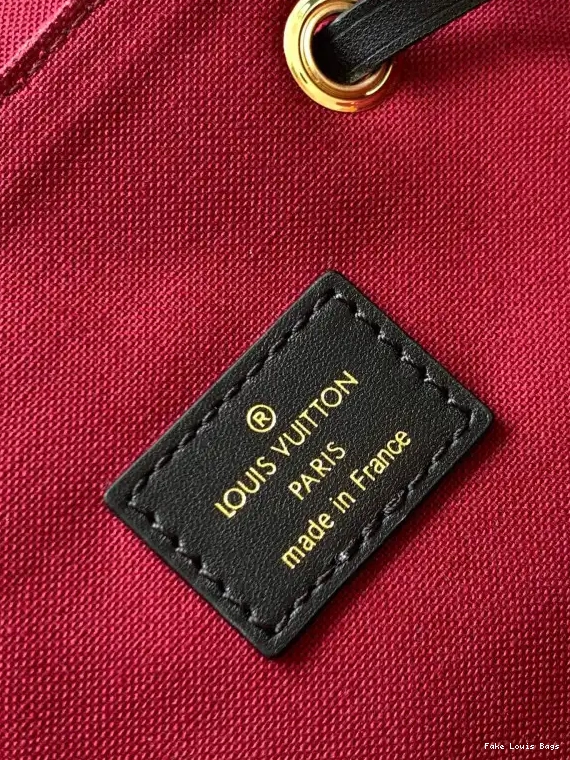 ®
LOUIS VUITTON
PARIS
made in France
Fake Louis Bags